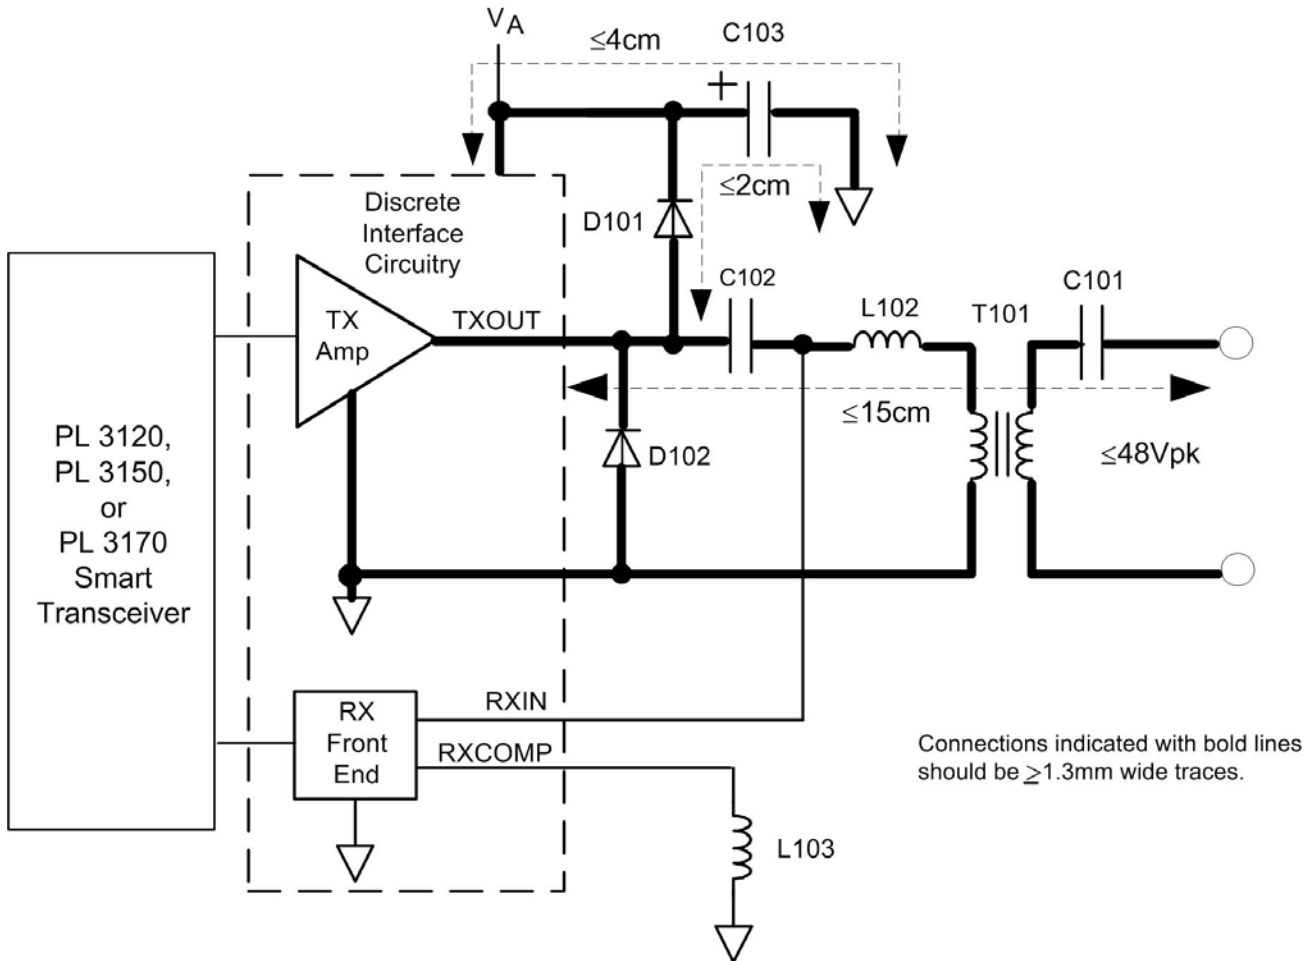 V_A
≤4cm
C103
+
≤2cm
Discrete
Interface
Circuitry
D101
C102
C101
L102
T101
TX
Amp
TXOUT
≤15cm
D102
≤48Vpk
PL 3120,
PL 3150,
or
PL 3170
Smart
Transceiver
RX
Front
End
RXIN
RXCOMP
Connections indicated with bold lines
should be ≥1.3mm wide traces.
L103